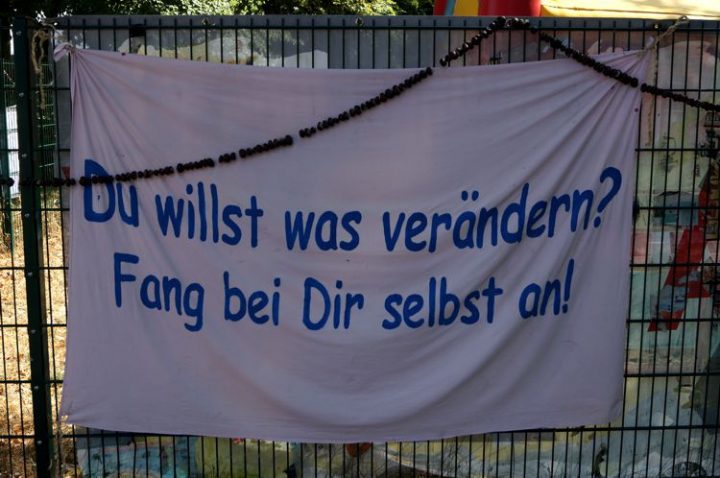 Du willst was verändern?
Fang bei Dir selbst an!